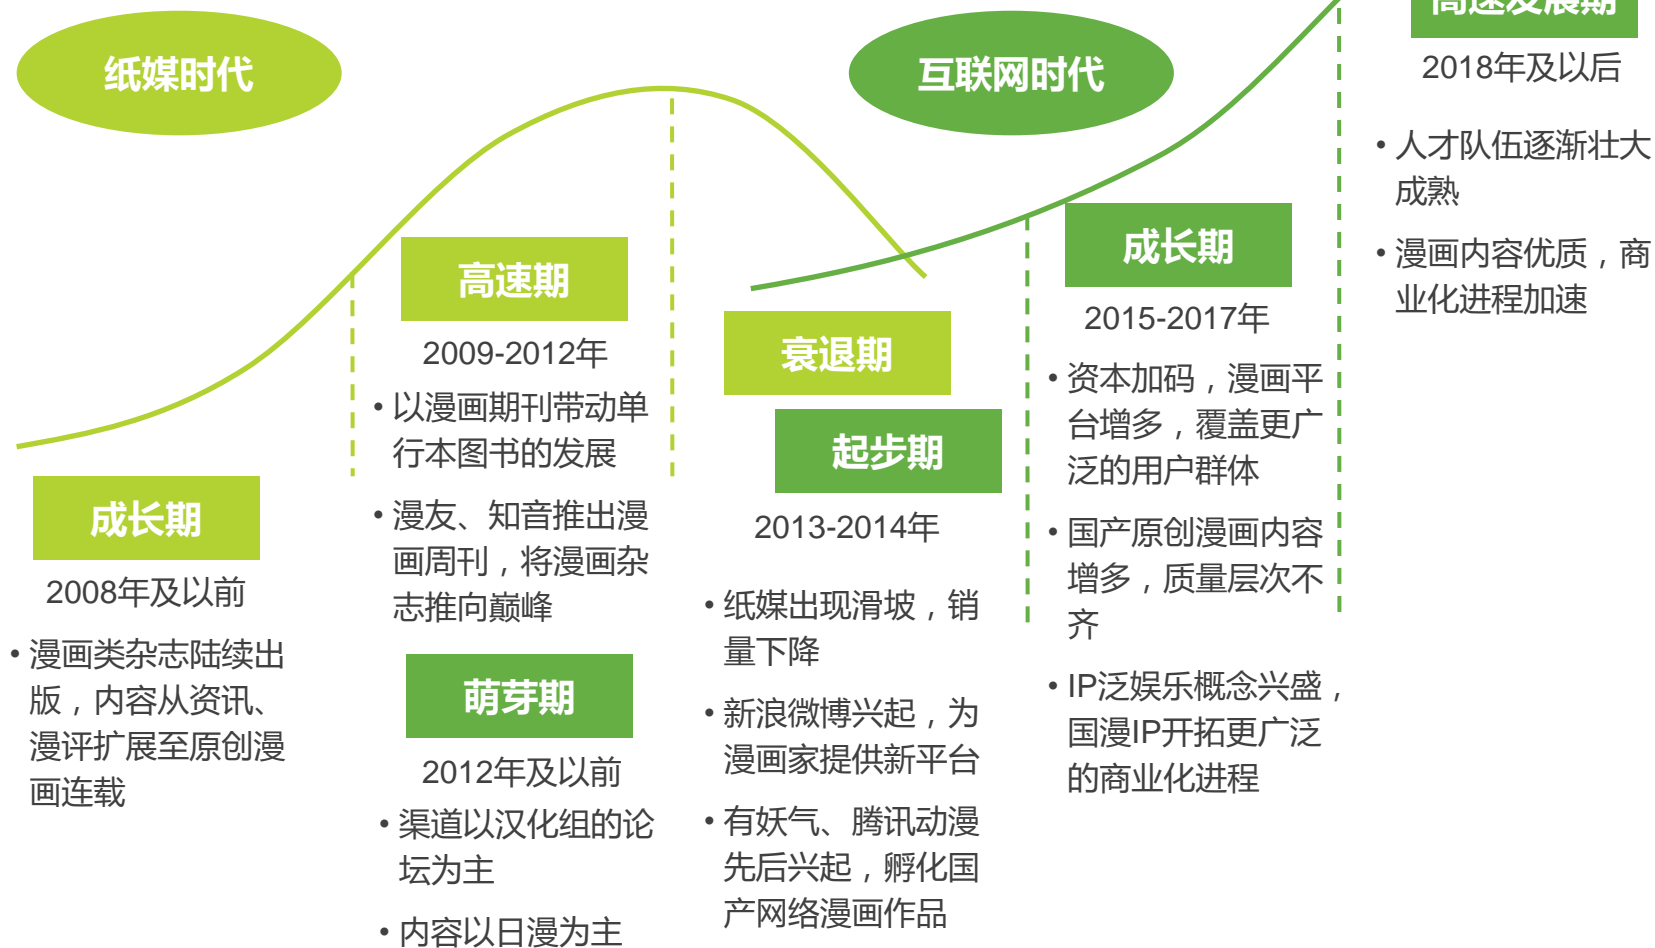 纸媒时代
互联网时代
成长期
2008年及以前
• 漫画类杂志陆续出
版，内容从资讯、
漫评扩展至原创漫
画连载
高速期
2009-2012年
• 以漫画期刊带动单
行本图书的发展
• 漫友、知音推出漫
画周刊，将漫画杂
志推向巅峰
萌芽期
2012年及以前
• 渠道以汉化组的论
坛为主
• 内容以日漫为主
衰退期
起步期
2013-2014年
• 纸媒出现滑坡，销
量下降
• 新浪微博兴起，为
漫画家提供新平台
• 有妖气、腾讯动漫
先后兴起，孵化国
产网络漫画作品
成长期
2015-2017年
• 资本加码，漫画平
台增多，覆盖更广
泛的用户群体
• 国产原创漫画内容
增多，质量层次不
齐
• IP泛娱乐概念兴盛，
国漫IP开拓更广泛
的商业化进程
高速发展期
2018年及以后
• 人才队伍逐渐壮大
成熟
• 漫画内容优质，商
业化进程加速